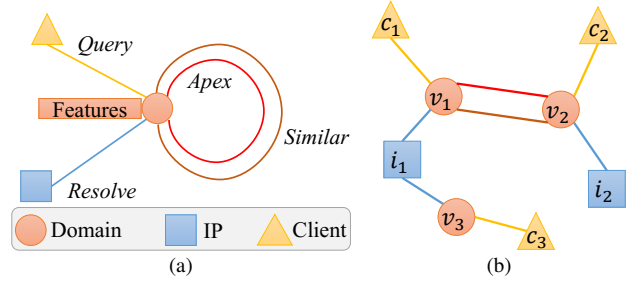 Query
Apex
Features
Similar
Resolve
Domain IP Client
(a)
c₁
c₂
v₁
v₂
i₁
i₂
v₃
c₃
(b)